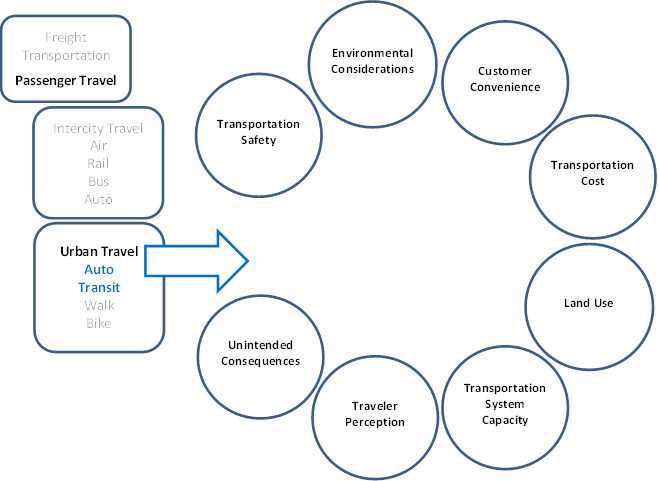 Freight
Transportation
Passenger Travel
Intercity Travel
Air
Rail
Bus
Auto
Urban Travel
Auto
Transit
Walk
Bike
Environmental
Considerations
Customer
Convenience
Transportation
Safety
Transportation
Cost
Land Use
Unintended
Consequences
Traveler
Perception
Transportation
System
Capacity